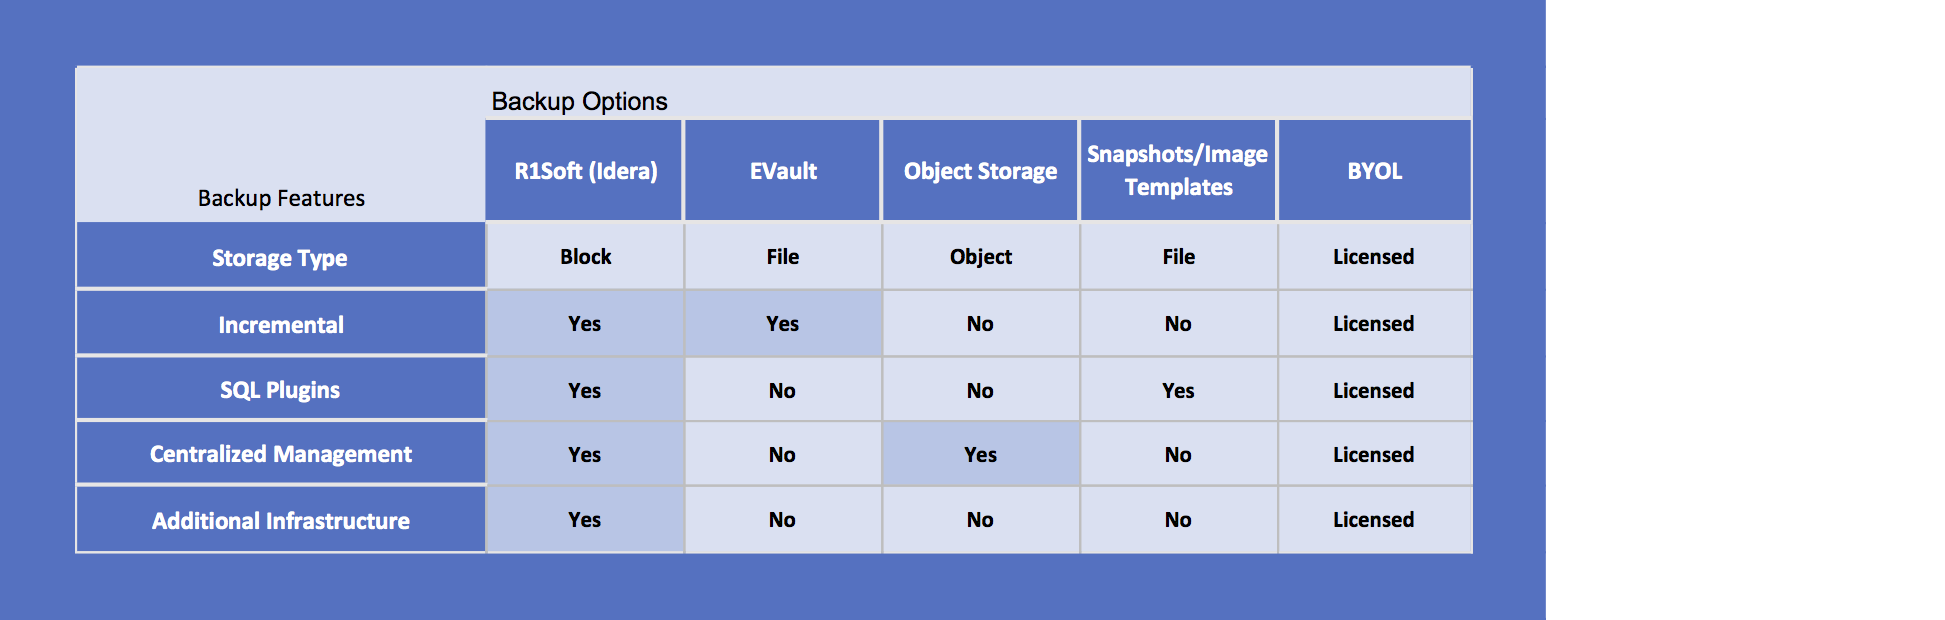 Backup Options
Backup Features
R1Soft (Idera)
EVault
Object Storage
Snapshots/Image
Templates
BYOL
Storage Type
Block
File
Object
File
Licensed
Incremental
Yes
Yes
No
No
Licensed
SQL Plugins
Yes
No
No
Yes
Licensed
Centralized Management
Yes
No
Yes
No
Licensed
Additional Infrastructure
Yes
No
No
No
Licensed